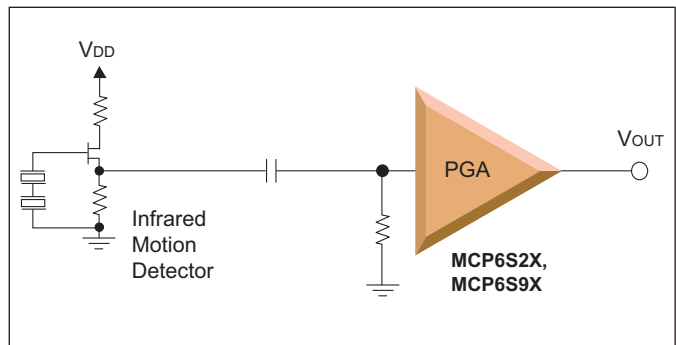 VDD
PGA
VOUT
Infrared
Motion
Detector
MCP6S2X,
MCP6S9X